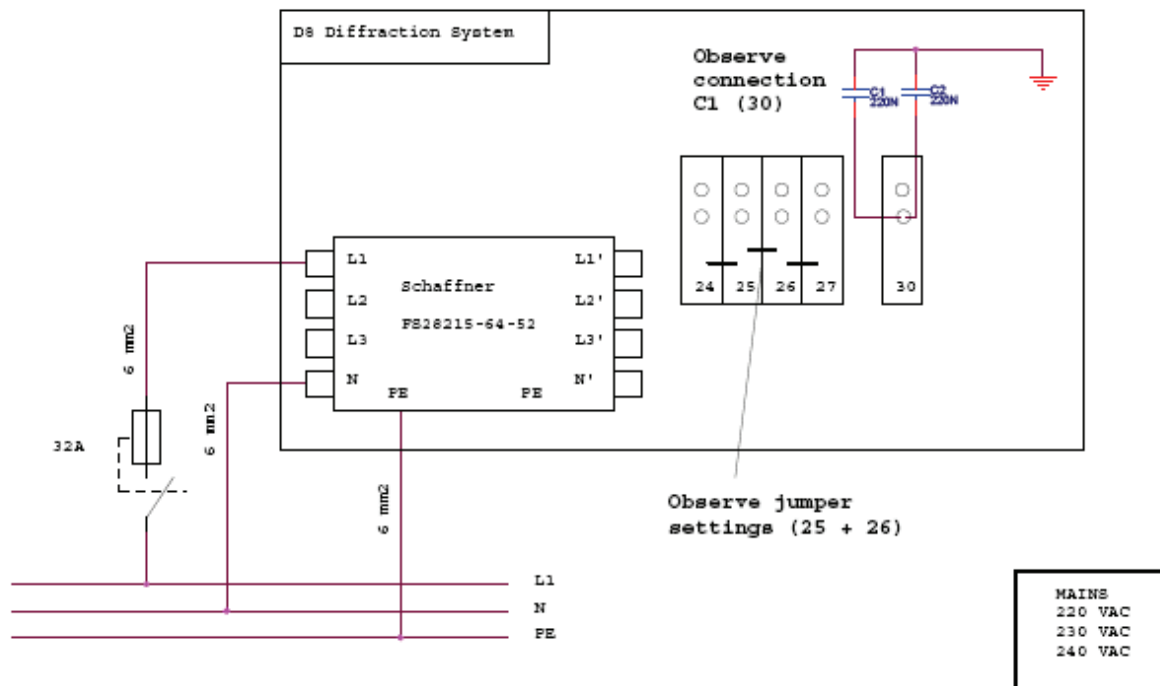 D8 Diffraction System
Observe
connection
C1 (30)
C1
220N
C2
220N
L1
L2
L3
N
PE
Schaffner
FS28215-64-52
PE
L1'
L2'
L3'
N'
24
25
26
27
30
6 mm2
6 mm2
6 mm2
32A
Observe jumper
settings (25 + 26)
L1
N
PE
MAINS
220 VAC
230 VAC
240 VAC